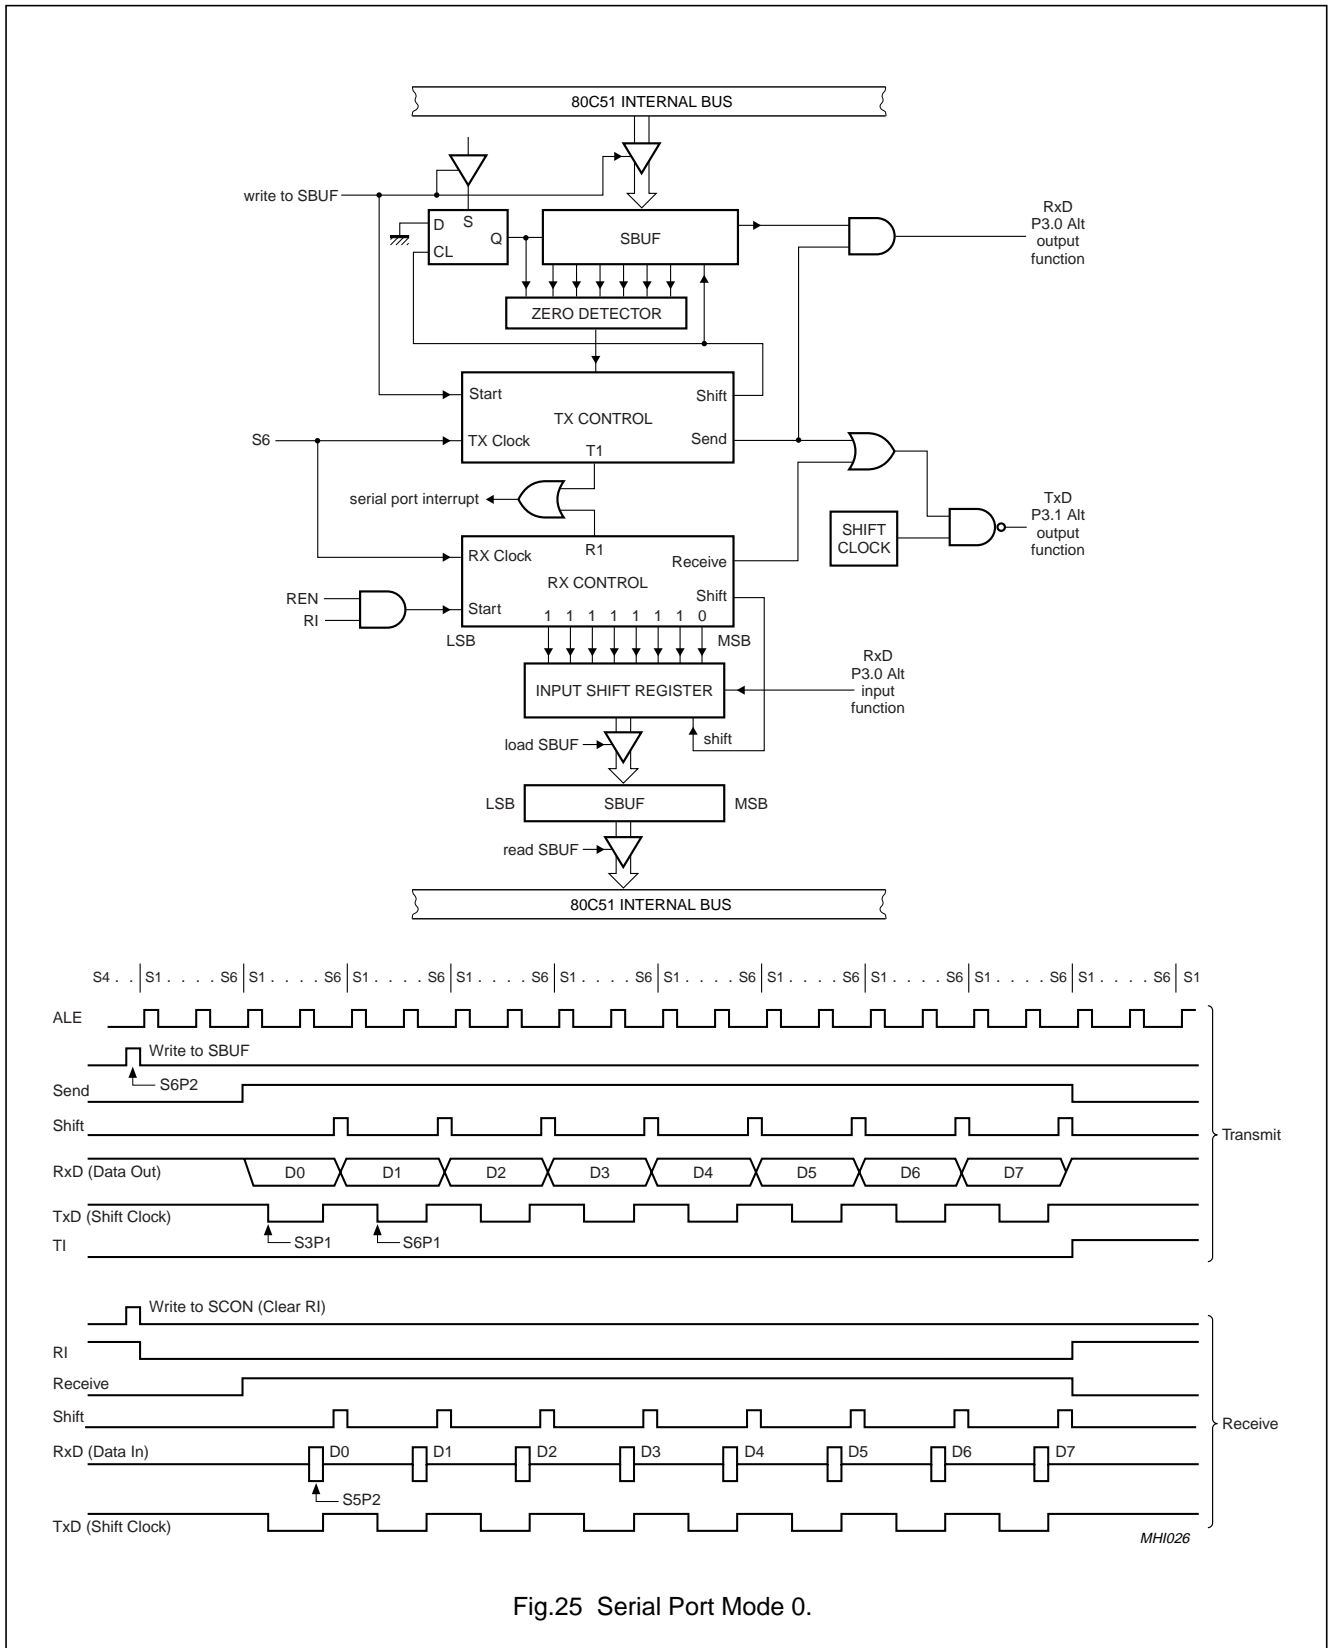 80C51 INTERNAL BUS
write to SBUF
D
S
Q
CL
SBUF
RxD
P3.0 Alt
output
function
ZERO DETECTOR
Start
Shift
TX CONTROL
S6
TX Clock
Send
T1
serial port interrupt
SHIFT
CLOCK
TxD
P3.1 Alt
output
function
RX Clock
R1
Receive
RX CONTROL
Shift
REN
RI
Start
1 1 1 1 1 1 1 0
LSB
MSB
INPUT SHIFT REGISTER
RxD
P3.0 Alt
input
function
load SBUF
shift
LSB
SBUF
MSB
read SBUF
80C51 INTERNAL BUS
S4 . . S1 . . . . S6 S1 . . . . S6 S1 . . . . S6 S1 . . . . S6 S1 . . . . S6 S1 . . . . S6 S1 . . . . S6 S1 . . . . S6 S1 . . . . S6 S1 . . . . S6 S1
ALE
Write to SBUF
S6P2
Send
Shift
Transmit
RxD (Data Out)
D0 D1 D2 D3 D4 D5 D6 D7
TxD (Shift Clock)
S3P1
S6P1
TI
Write to SCON (Clear RI)
RI
Receive
Shift
Receive
RxD (Data In)
D0 D1 D2 D3 D4 D5 D6 D7
S5P2
TxD (Shift Clock)
MHI026
Fig.25 Serial Port Mode 0.